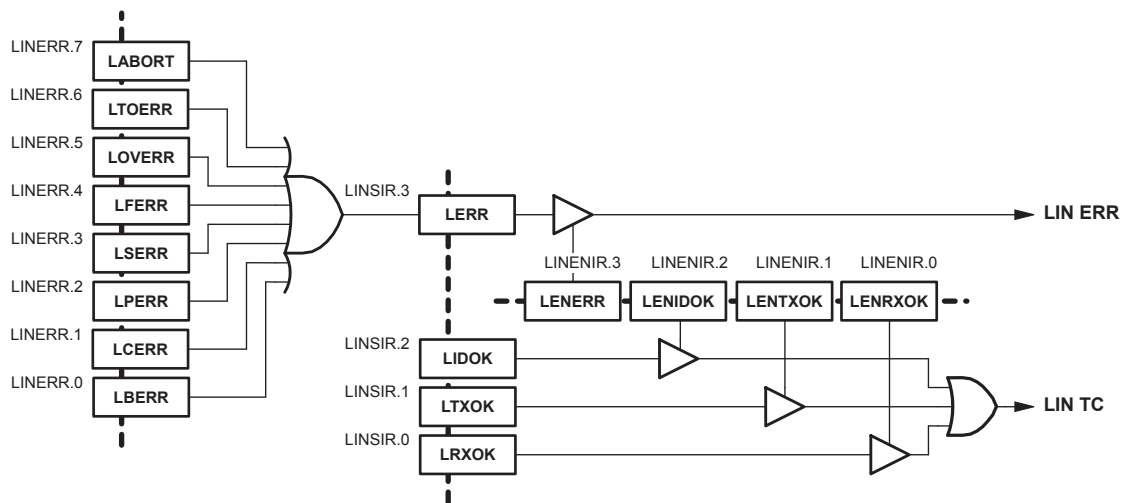 LINERR.7
LABORT
LINERR.6
LTOERR
LINERR.5
LOVERR
LINERR.4
LFERR
LINERR.3
LSERR
LINERR.2
LPERR
LINERR.1
LCERR
LINERR.0
LBERR
LINSIR.3
LERR
LIN ERR
LINENIR.3
LINENIR.2
LINENIR.1
LINENIR.0
LENERR
LENIDOK
LENTXOK
LENRXOK
LINSIR.2
LIDOK
LINSIR.1
LTXOK
LIN TC
LINSIR.0
LRXOK